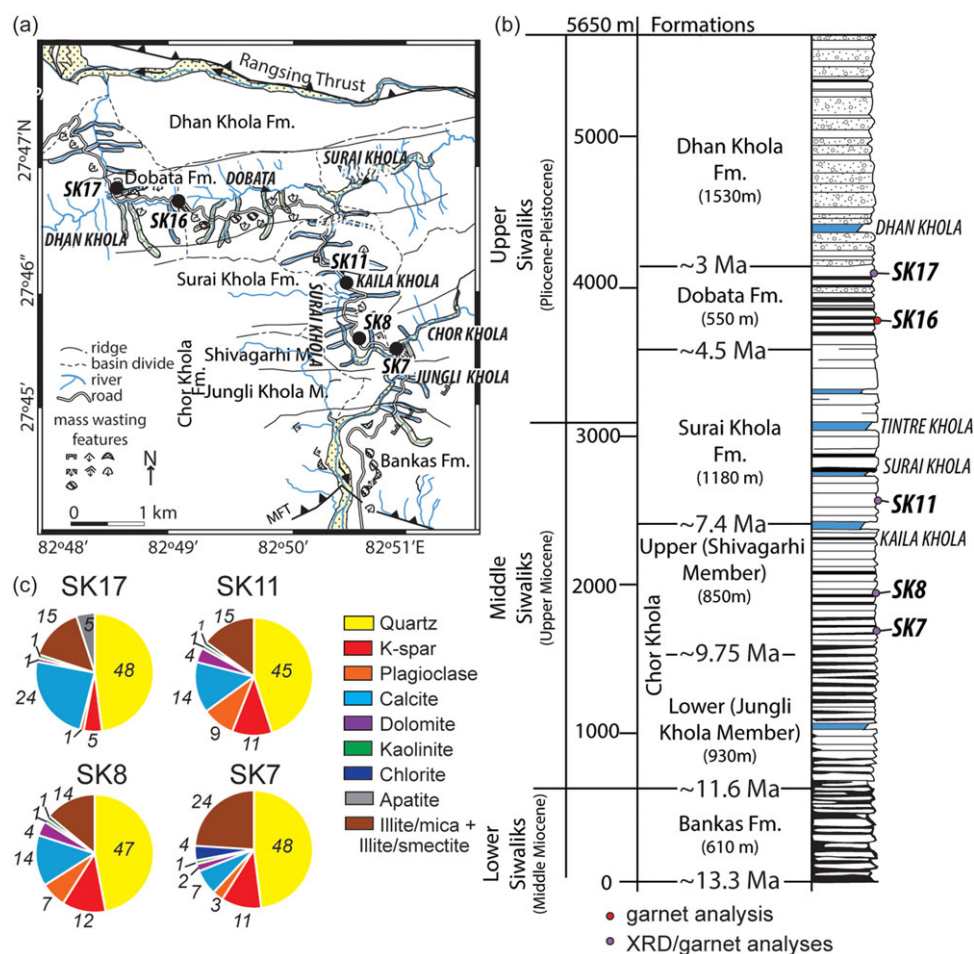 (a)
Rangsing Thrust
Dhan Khola Fm.
27°47'N
SURAI KHOLA
SK17
Dobata Fm.
DOBATA
SK16
DHAN KHOLA
27°46"
SK11
Surai Khola Fm.
KAILA KHOLA
SURAI KHOLA
SK8
CHOR KHOLA
Shivagarhi M.
SK7
Chor Khola
Fm.
JUNGLI KHOLA
Jungli Khola M.
27°45'
ridge
basin divide
river
road
mass wasting
features
N
Bankas Fm.
0 1 km
MFT
82°48' 82°49' 82°50' 82°51'E
(b)
5650 m
Formations
5000
Dhan Khola
Fm.
(1530m)
Upper
Siwaliks
(Pliocene-Pleistocene)
DHAN KHOLA
~3 Ma
SK17
4000
Dobata Fm.
(550 m)
SK16
~4.5 Ma
TINTRE KHOLA
3000
Surai Khola
Fm.
(1180 m)
SURAI KHOLA
SK11
~7.4 Ma
KAILA KHOLA
Middle
Siwaliks
(Upper Miocene)
Chor Khola
Upper (Shivagarhi
Member)
(850m)
2000
SK8
SK7
~9.75 Ma
Lower (Jungli
Khola Member)
(930m)
1000
~11.6 Ma
Lower
Siwaliks
(Middle Miocene)
Bankas Fm.
(610 m)
0
~13.3 Ma
garnet analysis
XRD/garnet analyses
(c)
SK17
15
5
1
1
48
24
1
5
SK11
15
1
1
4
45
14
9
11
SK8
14
1
1
4
47
14
7
12
SK7
24
4
1
2
48
7
3
11
Quartz
K-spar
Plagioclase
Calcite
Dolomite
Kaolinite
Chlorite
Apatite
Illite/mica +
Illite/smectite